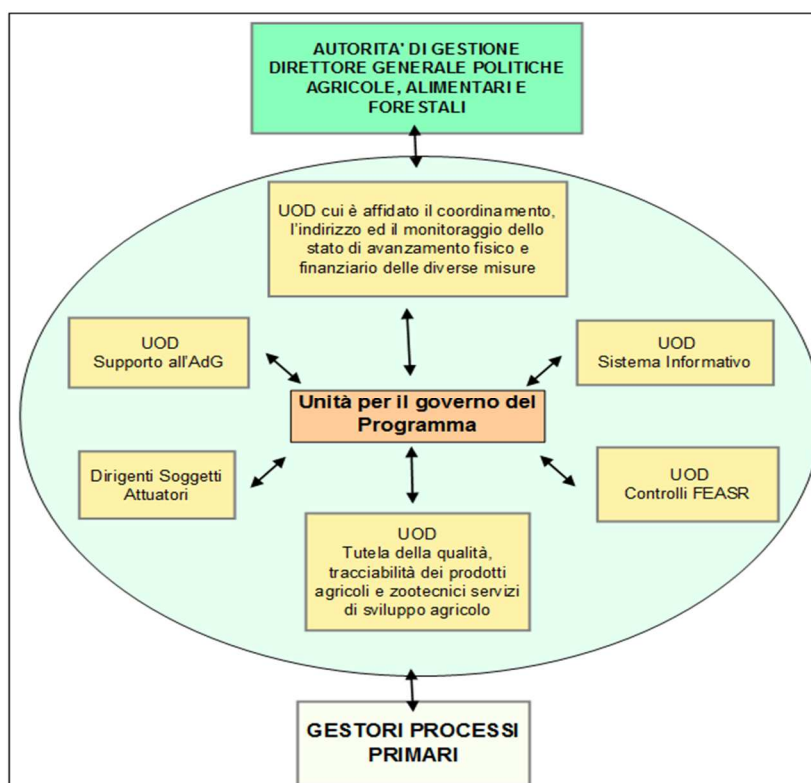 AUTORITA' DI GESTIONE
DIRETTORE GENERALE POLITICHE
AGRICOLE, ALIMENTARI E
FORESTALI
UOD cui è affidato il coordinamento,
l'indirizzo ed il monitoraggio dello
stato di avanzamento fisico e
finanziario delle diverse misure
UOD
Supporto all'AdG
UOD
Sistema Informativo
Unità per il governo del
Programma
Dirigenti Soggetti
Attuatori
UOD
Controlli FEASR
UOD
Tutela della qualità,
tracciabilità dei prodotti
agricoli e zootecnici servizi
di sviluppo agricolo
GESTORI PROCESSI
PRIMARI